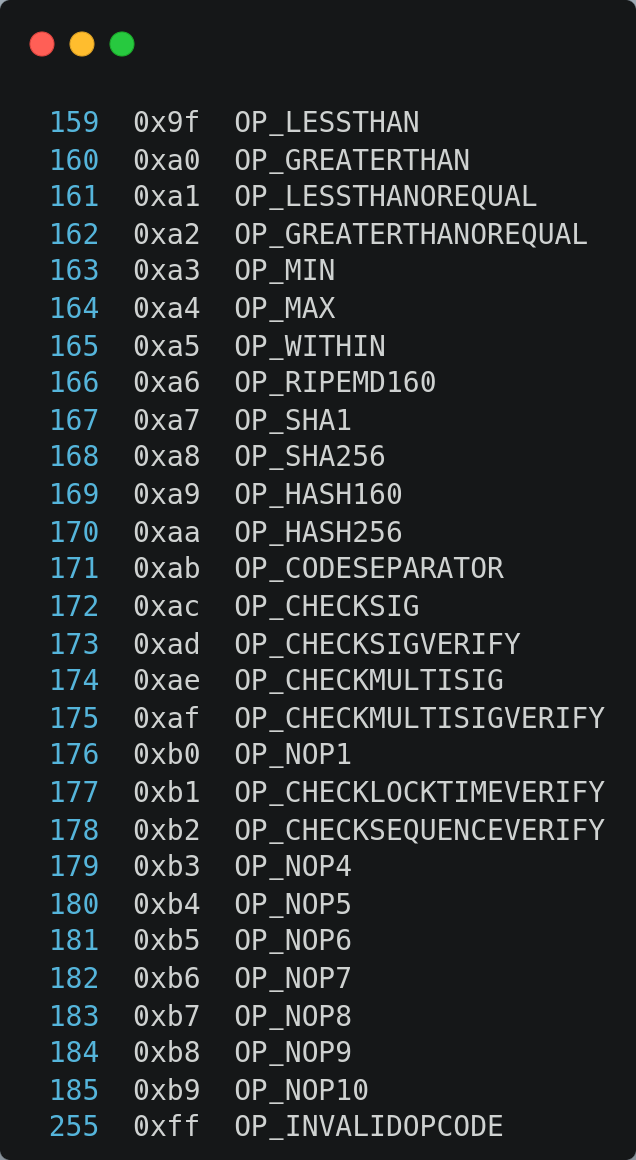 159 0x9f OP_LESSTHAN
160 0xa0 OP_GREATERTHAN
161 0xa1 OP_LESSTHANOREQUAL
162 0xa2 OP_GREATERTHANOREQUAL
163 0xa3 OP_MIN
164 0xa4 OP_MAX
165 0xa5 OP_WITHIN
166 0xa6 OP_RIPEMD160
167 0xa7 OP_SHA1
168 0xa8 OP_SHA256
169 0xa9 OP_HASH160
170 0xaa OP_HASH256
171 0xab OP_CODESEPARATOR
172 0xac OP_CHECKSIG
173 0xad OP_CHECKSIGVERIFY
174 0xae OP_CHECKMULTISIG
175 0xaf OP_CHECKMULTISIGVERIFY
176 0xb0 OP_NOP1
177 0xb1 OP_CHECKLOCKTIMEVERIFY
178 0xb2 OP_CHECKSEQUENCEVERIFY
179 0xb3 OP_NOP4
180 0xb4 OP_NOP5
181 0xb5 OP_NOP6
182 0xb6 OP_NOP7
183 0xb7 OP_NOP8
184 0xb8 OP_NOP9
185 0xb9 OP_NOP10
255 0xff OP_INVALIDOPCODE